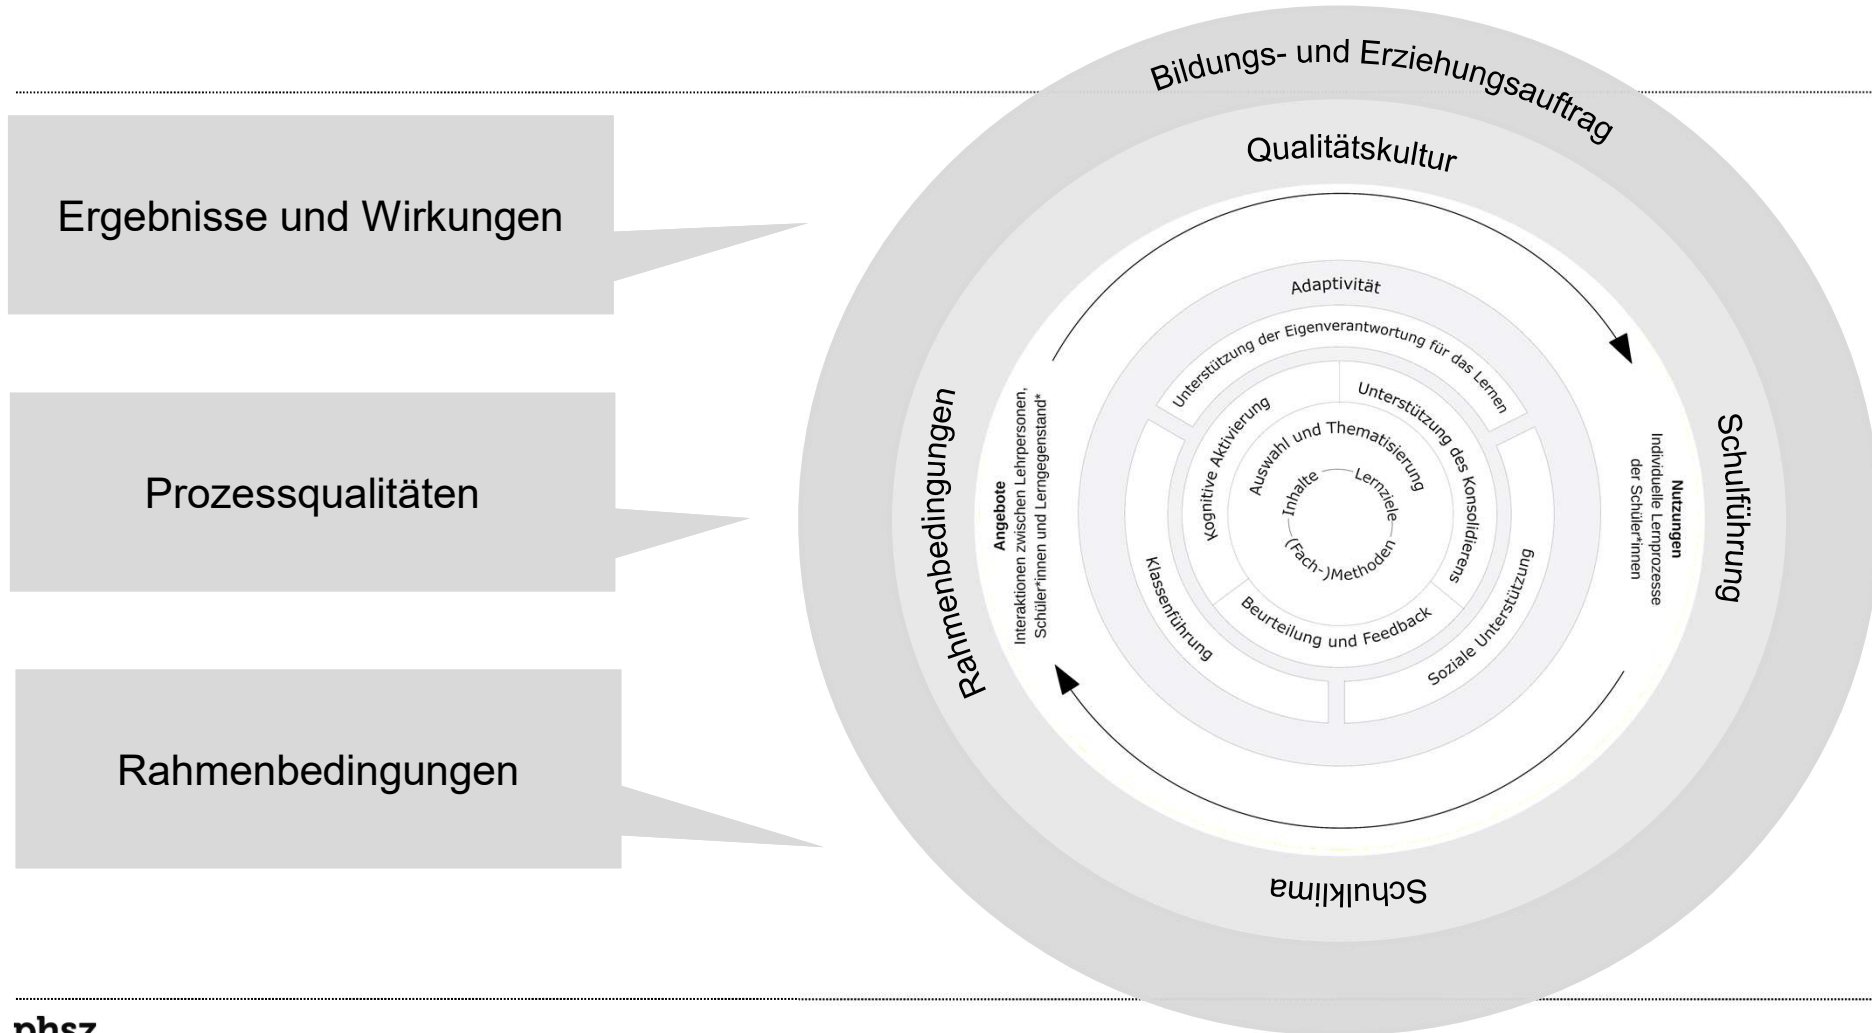 Bildungs- und Erziehungsauftrag
Qualitätskultur
Ergebnisse und Wirkungen
Prozessqualitäten
Rahmenbedingungen
Rahmenbedingungen
Schulführung
Schulklima
Angebote
Interaktionen zwischen Lehrpersonen,
Schüler*innen und Lerngegenstand*
Nutzungen
Individuelle Lernprozesse
der Schüler*innen
Adaptivität
Unterstützung der Eigenverantwortung für das Lernen
Klassenführung
Soziale Unterstützung
Kognitive Aktivierung
Unterstützung des Konsolidierens
Beurteilung und Feedback
Auswahl und Thematisierung
Inhalte
Lernziele
(Fach-)Methoden
phsz